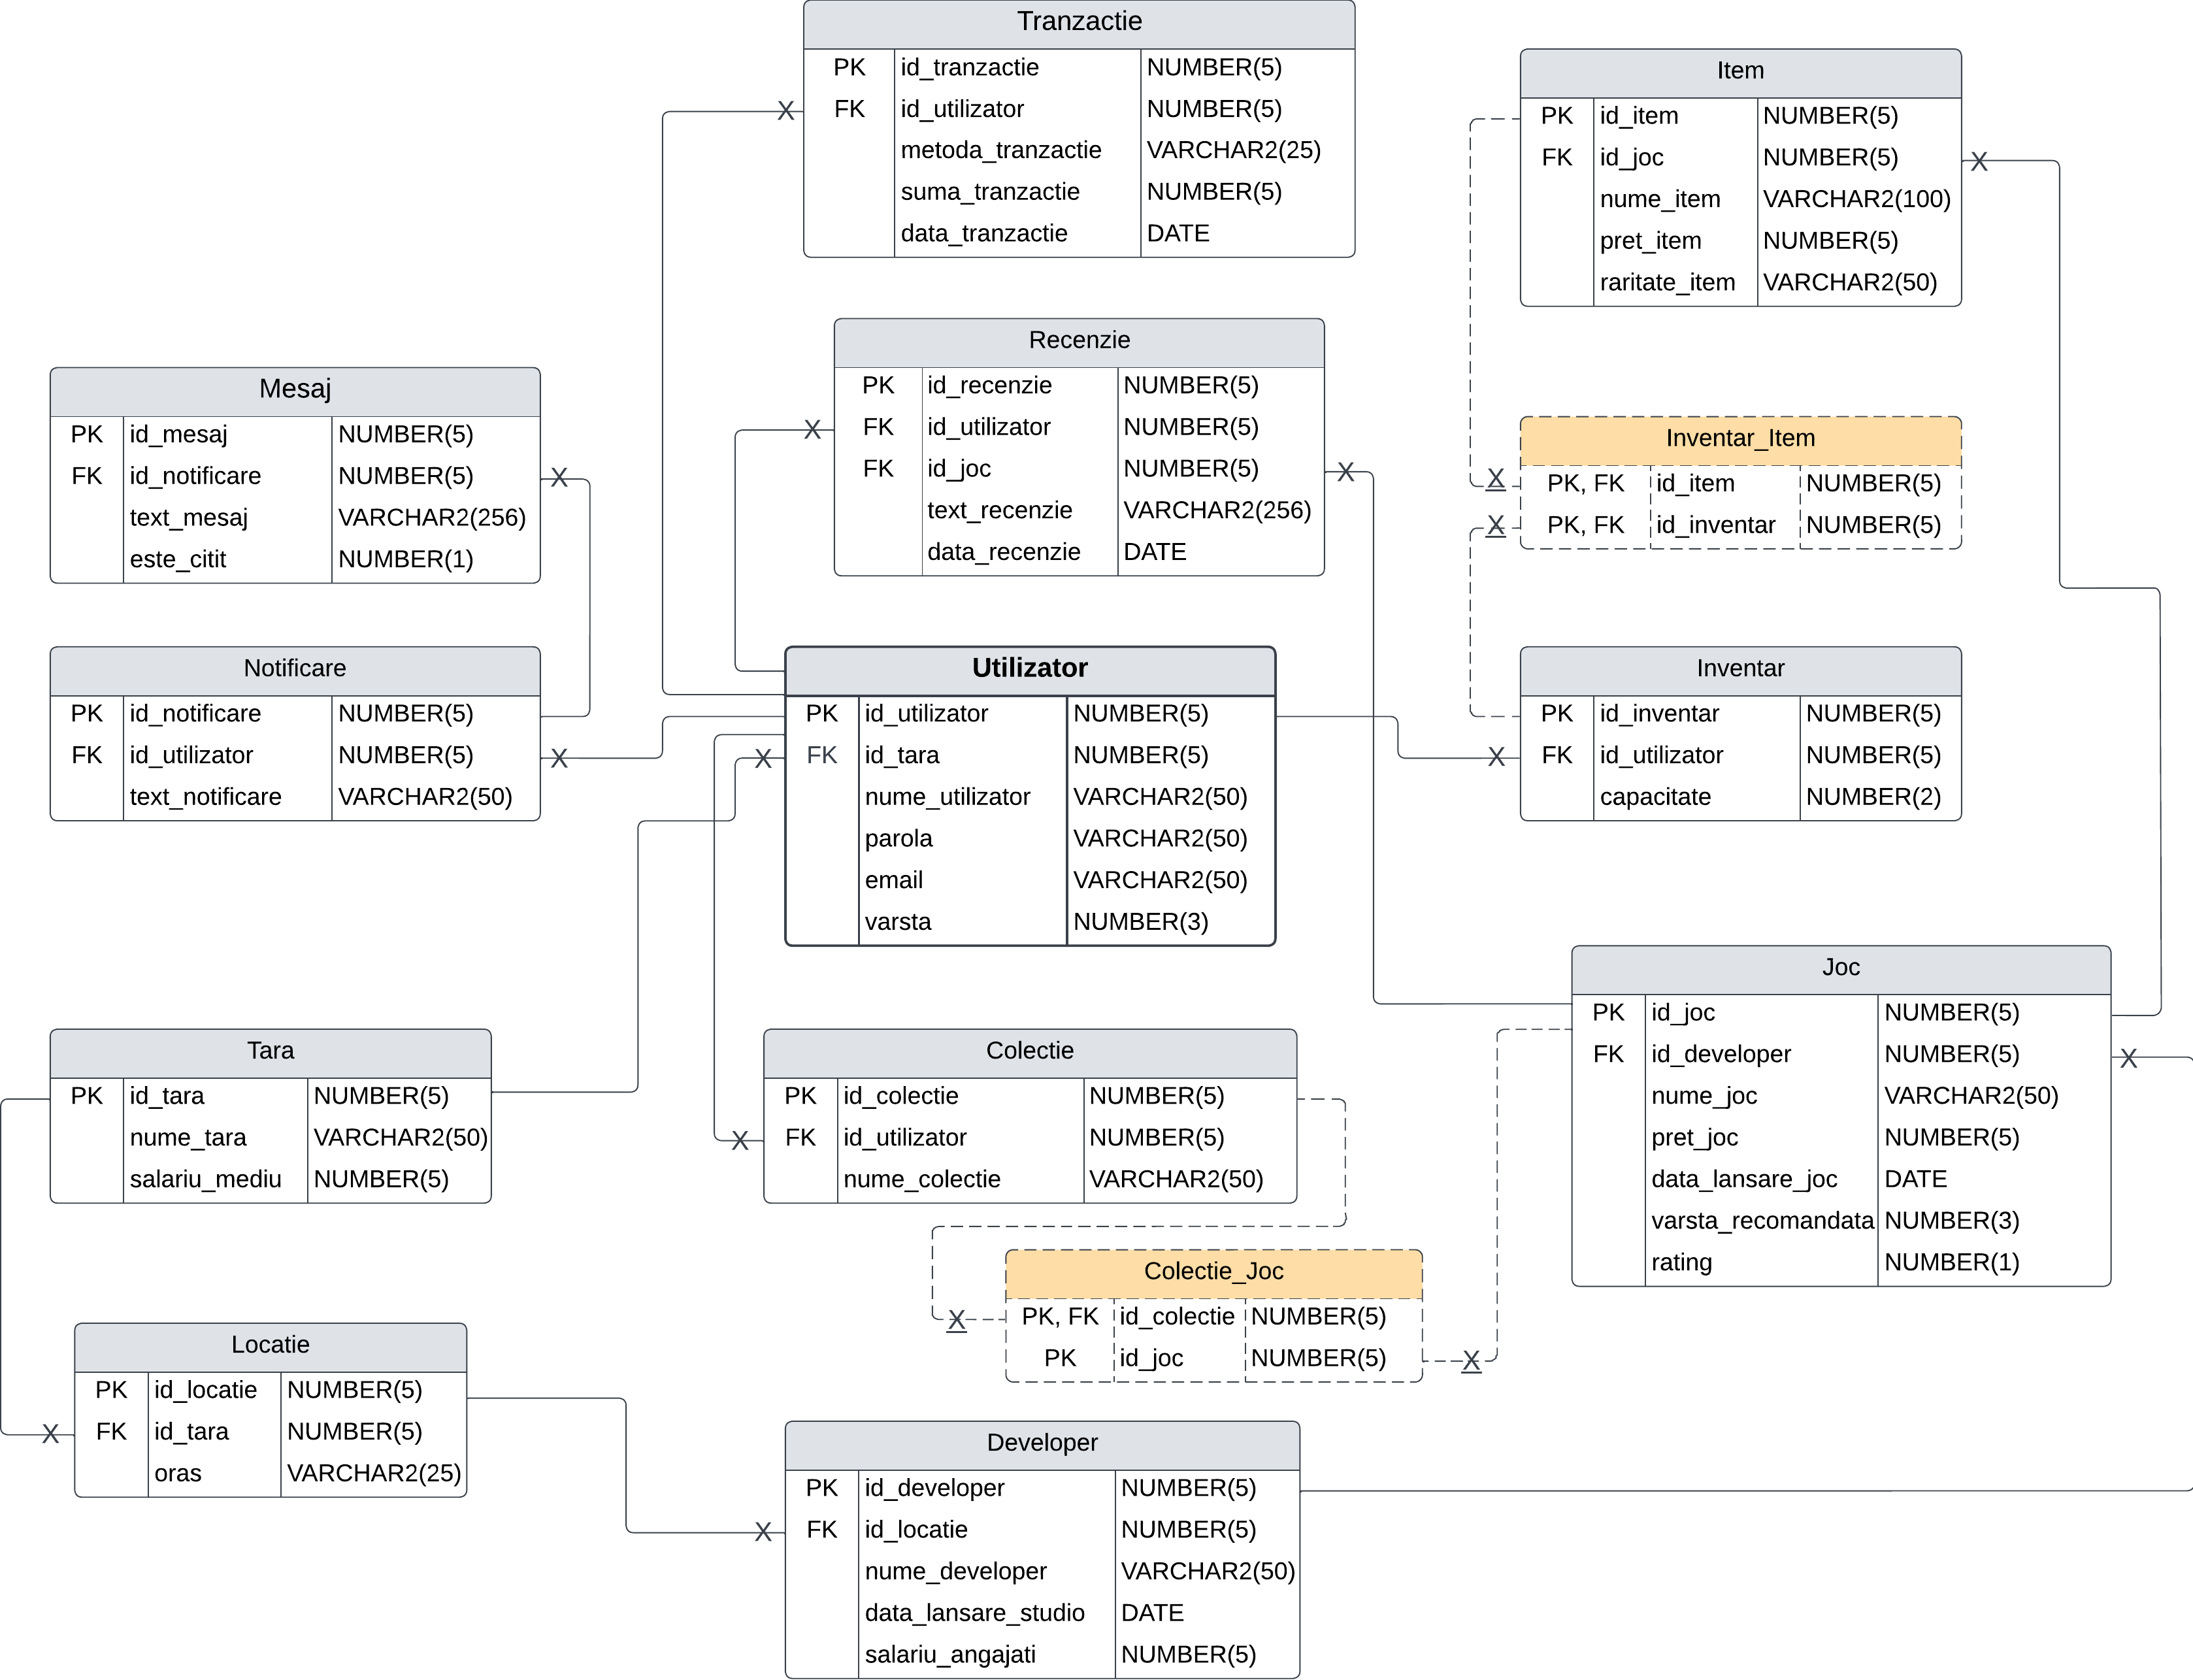 Tranzactie
PK id_tranzactie NUMBER(5)
FK id_utilizator NUMBER(5)
metoda_tranzactie VARCHAR2(25)
suma_tranzactie NUMBER(5)
data_tranzactie DATE
X
Item
PK id_item NUMBER(5)
FK id_joc NUMBER(5)
nume_item VARCHAR2(100)
pret_item NUMBER(5)
raritate_item VARCHAR2(50)
X
Recenzie
PK id_recenzie NUMBER(5)
FK id_utilizator NUMBER(5)
FK id_joc NUMBER(5)
text_recenzie VARCHAR2(256)
data_recenzie DATE
X
X
Mesaj
PK id_mesaj NUMBER(5)
FK id_notificare NUMBER(5)
text_mesaj VARCHAR2(256)
este_citit NUMBER(1)
X
Inventar_Item
PK, FK id_item NUMBER(5)
PK, FK id_inventar NUMBER(5)
X
X
Notificare
PK id_notificare NUMBER(5)
FK id_utilizator NUMBER(5)
text_notificare VARCHAR2(50)
X
Utilizator
PK id_utilizator NUMBER(5)
FK id_tara NUMBER(5)
nume_utilizator VARCHAR2(50)
parola VARCHAR2(50)
email VARCHAR2(50)
varsta NUMBER(3)
X
Inventar
PK id_inventar NUMBER(5)
FK id_utilizator NUMBER(5)
capacitate NUMBER(2)
X
Joc
PK id_joc NUMBER(5)
FK id_developer NUMBER(5)
nume_joc VARCHAR2(50)
pret_joc NUMBER(5)
data_lansare_joc DATE
varsta_recomandata NUMBER(3)
rating NUMBER(1)
X
Tara
PK id_tara NUMBER(5)
nume_tara VARCHAR2(50)
salariu_mediu NUMBER(5)
Colectie
PK id_colectie NUMBER(5)
FK id_utilizator NUMBER(5)
nume_colectie VARCHAR2(50)
X
Colectie_Joc
PK, FK id_colectie NUMBER(5)
PK id_joc NUMBER(5)
X
X
Locatie
PK id_locatie NUMBER(5)
FK id_tara NUMBER(5)
oras VARCHAR2(25)
X
Developer
PK id_developer NUMBER(5)
FK id_locatie NUMBER(5)
nume_developer VARCHAR2(50)
data_lansare_studio DATE
salariu_angajati NUMBER(5)
X